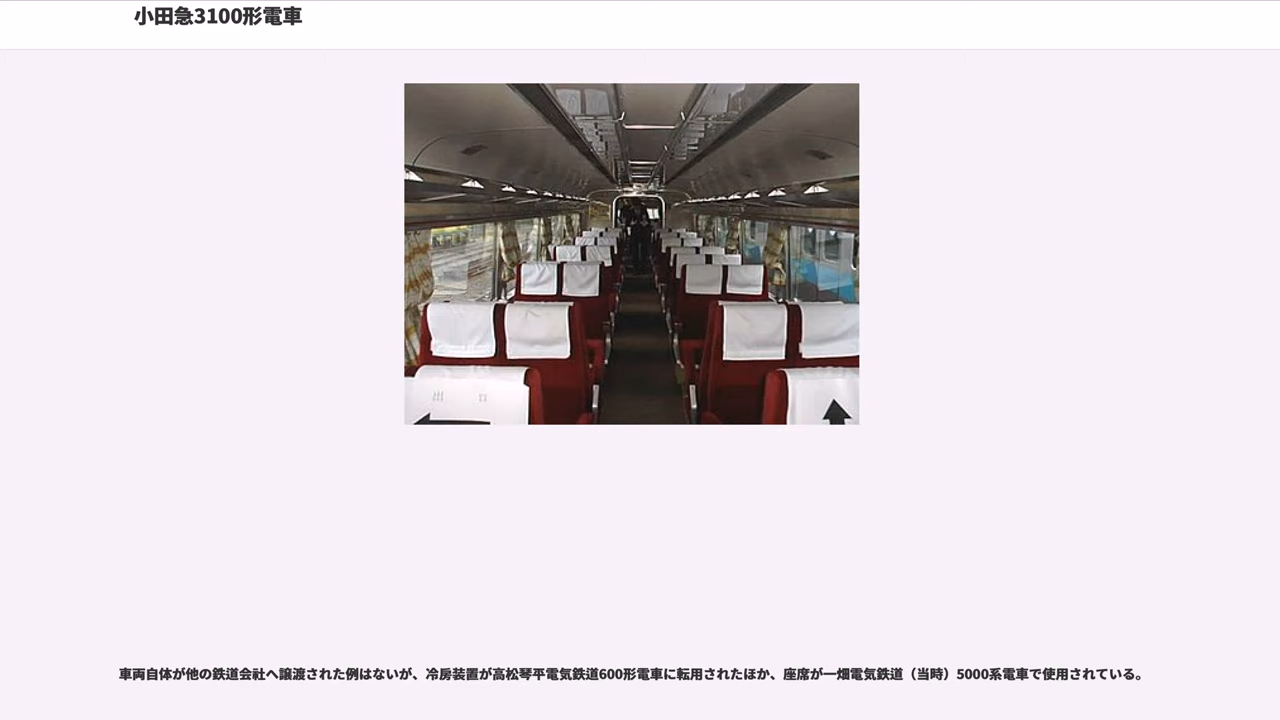 小田急3100形電車
出 口
車両自体が他の鉄道会社へ譲渡された例はないが、冷房装置が高松琴平電気鉄道600形電車に転用されたほか、座席が一畑電気鉄道（当時）5000系電車で使用されている。